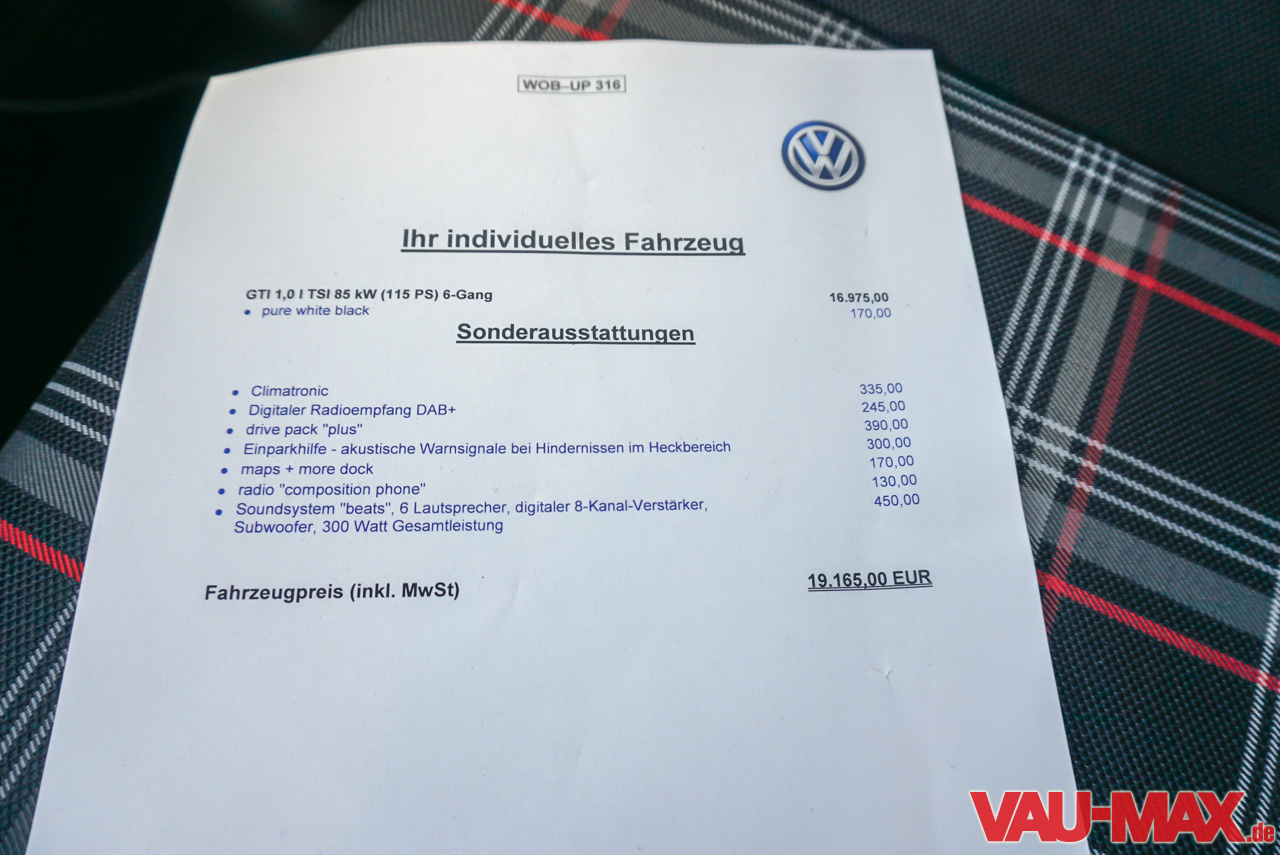 WOB-UP 316
Ihr individuelles Fahrzeug
GTI 1,0 l TSI 85 kW (115 PS) 6-Gang 16.975,00
• pure white black 170,00
Sonderausstattungen
• Climatronic 335,00
• Digitaler Radioempfang DAB+ 245,00
• drive pack "plus" 390,00
• Einparkhilfe - akustische Warnsignale bei Hindernissen im Heckbereich 300,00
• maps + more dock 170,00
• radio "composition phone" 130,00
• Soundsystem "beats", 6 Lautsprecher, digitaler 8-Kanal-Verstärker, 450,00
Subwoofer, 300 Watt Gesamtleistung
Fahrzeugpreis (inkl. MwSt) 19.165,00 EUR
VAU-MAX.de